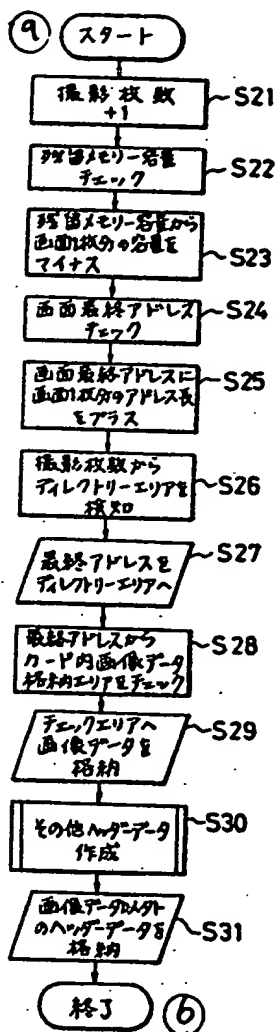 ⑨ スタート
撮影枚数
+1
S21
残留メモリー容量
チェック
S22
残留メモリー容量から
画面1枚分の容量を
マイナス
S23
画面最終アドレス
チェック
S24
画面最終アドレスに
画面1枚分のアドレス長
をプラス
S25
撮影枚数から
ディレクトリーエリアを
検知
S26
最終アドレスを
ディレクトリーエリアへ
S27
最終アドレスから
カード内画像データ
格納エリアをチェック
S28
チェックエリアへ
画像データを
格納
S29
その他ヘッダーデータ
作成
S30
画像データ
のヘッダーデータを
格納
S31
終了 ⑥